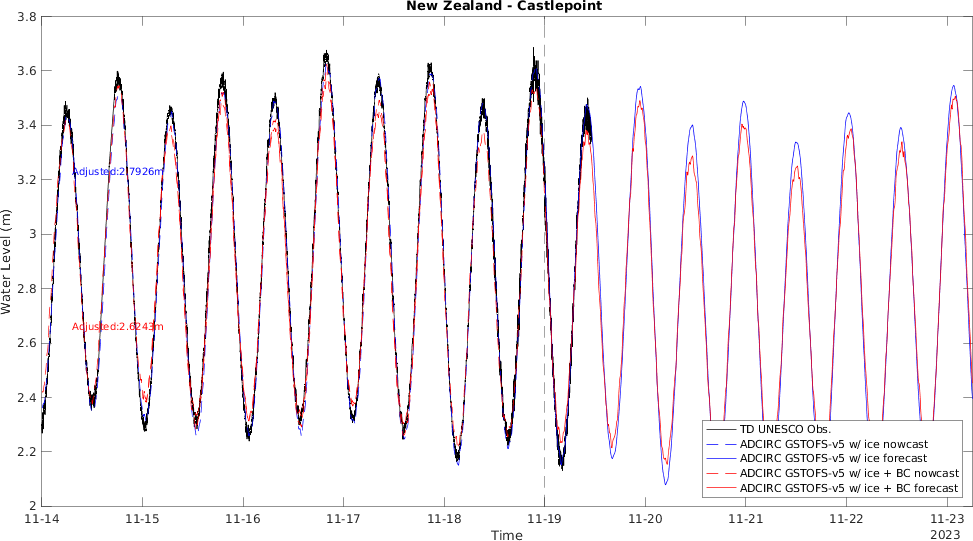 New Zealand - Castlepoint
3.8
3.6
3.4
3.2
3
2.8
2.6
2.4
2.2
2
Water Level (m)
Adjusted:2.7926m
Adjusted:2.6243m
TD UNESCO Obs.
ADCIRC GSTOFS-v5 w/ ice nowcast
ADCIRC GSTOFS-v5 w/ ice forecast
ADCIRC GSTOFS-v5 w/ ice + BC nowcast
ADCIRC GSTOFS-v5 w/ ice + BC forecast
11-14 11-15 11-16 11-17 11-18 11-19 11-20 11-21 11-22 11-23
Time
2023